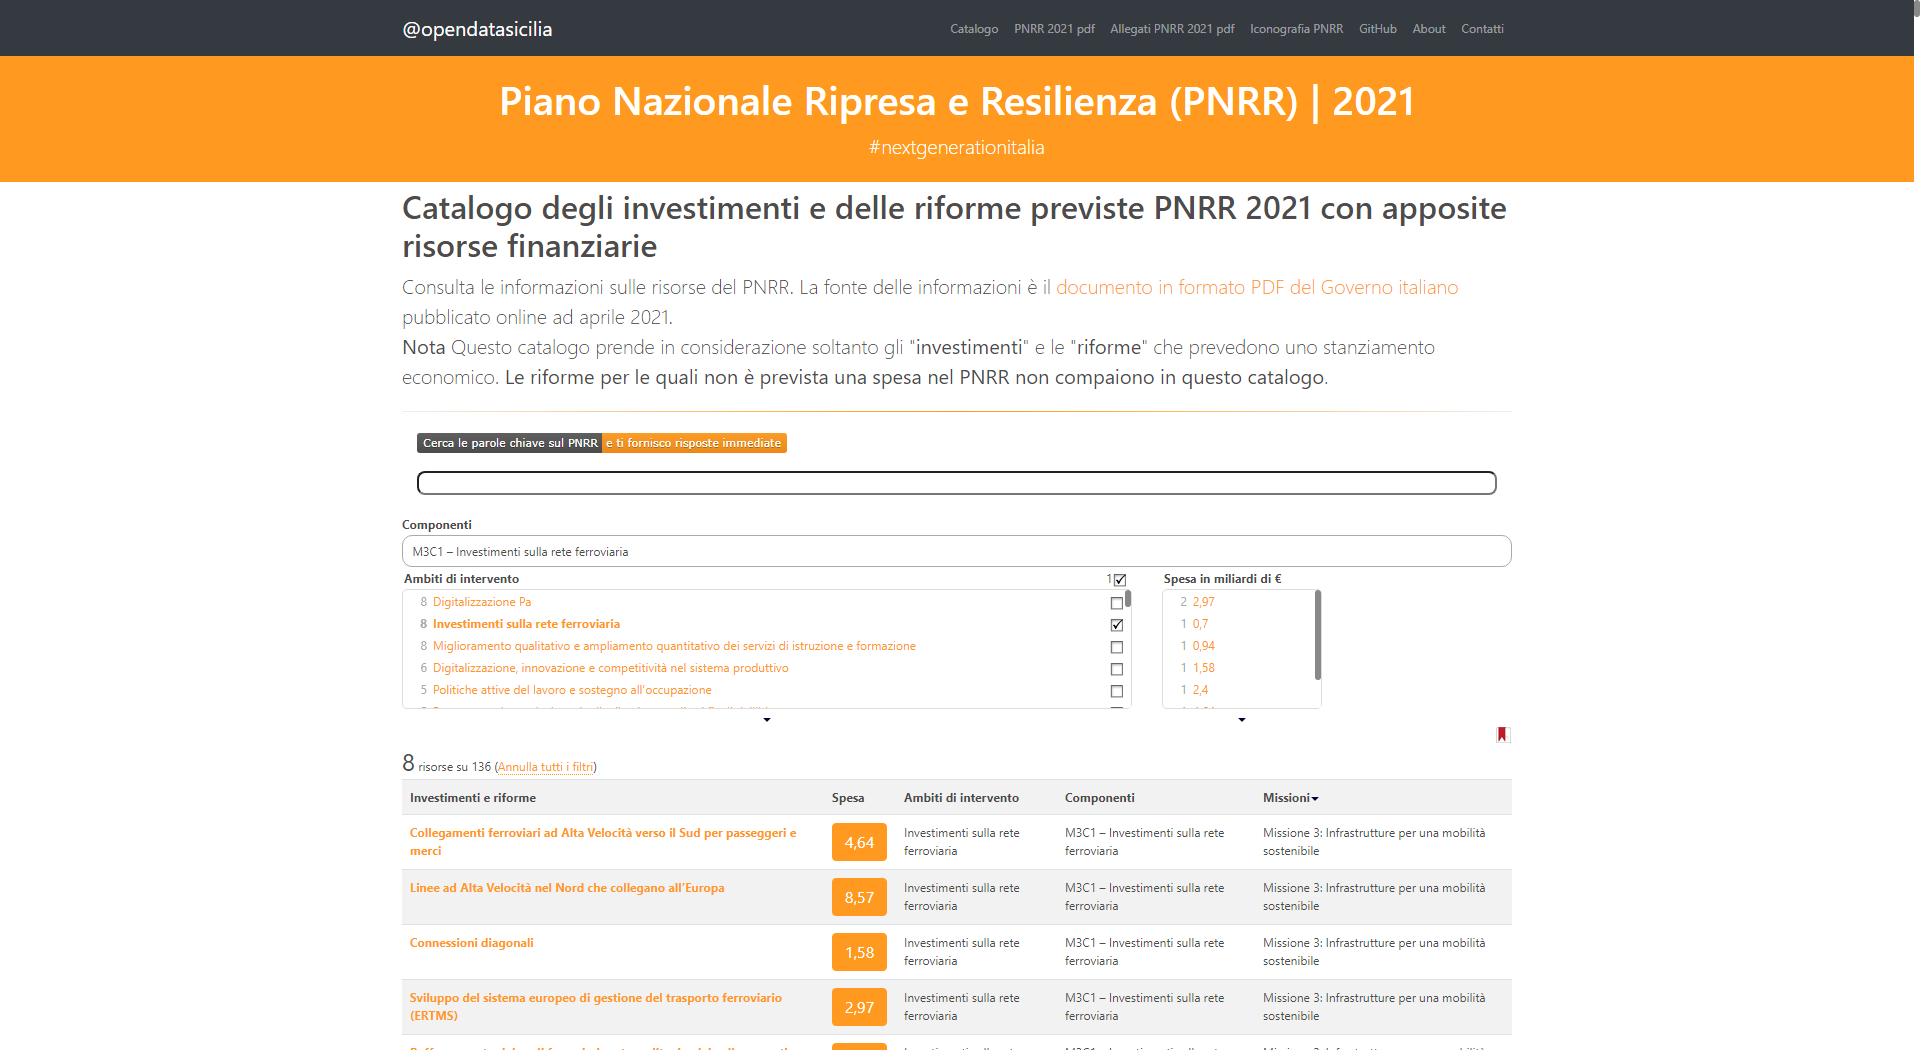 @opendatasicilia
Catalogo PNRR 2021 pdf Allegati PNRR 2021 pdf Iconografia PNRR GitHub About Contatti
Piano Nazionale Ripresa e Resilienza (PNRR) | 2021
#nextgenerationitalia
Catalogo degli investimenti e delle riforme previste PNRR 2021 con apposite
risorse finanziarie
Consulta le informazioni sulle risorse del PNRR. La fonte delle informazioni è il documento in formato PDF del Governo italiano
pubblicato online ad aprile 2021.
Nota Questo catalogo prende in considerazione soltanto gli "investimenti" e le "riforme" che prevedono uno stanziamento
economico. Le riforme per le quali non è prevista una spesa nel PNRR non compaiono in questo catalogo.
Cerca le parole chiave sul PNRR e ti fornisco risposte immediate
Componenti
M3C1 – Investimenti sulla rete ferroviaria
Ambiti di intervento 1
8 Digitalizzazione Pa
8 Investimenti sulla rete ferroviaria
8 Miglioramento qualitativo e ampliamento quantitativo dei servizi di istruzione e formazione
6 Digitalizzazione, innovazione e competitività nel sistema produttivo
5 Politiche attive del lavoro e sostegno all'occupazione
Spesa in miliardi di €
2 2,97
1 0,7
1 0,94
1 1,58
1 2,4
8 risorse su 136 (Annulla tutti i filtri)
Investimenti e riforme Spesa Ambiti di intervento Componenti Missioni
Collegamenti ferroviari ad Alta Velocità verso il Sud per passeggeri e
merci
4,64
Investimenti sulla rete
ferroviaria
M3C1 – Investimenti sulla rete
ferroviaria
Missione 3: Infrastrutture per una mobilità
sostenibile
Linee ad Alta Velocità nel Nord che collegano all'Europa
8,57
Investimenti sulla rete
ferroviaria
M3C1 – Investimenti sulla rete
ferroviaria
Missione 3: Infrastrutture per una mobilità
sostenibile
Connessioni diagonali
1,58
Investimenti sulla rete
ferroviaria
M3C1 – Investimenti sulla rete
ferroviaria
Missione 3: Infrastrutture per una mobilità
sostenibile
Sviluppo del sistema europeo di gestione del trasporto ferroviario
(ERTMS)
2,97
Investimenti sulla rete
ferroviaria
M3C1 – Investimenti sulla rete
ferroviaria
Missione 3: Infrastrutture per una mobilità
sostenibile